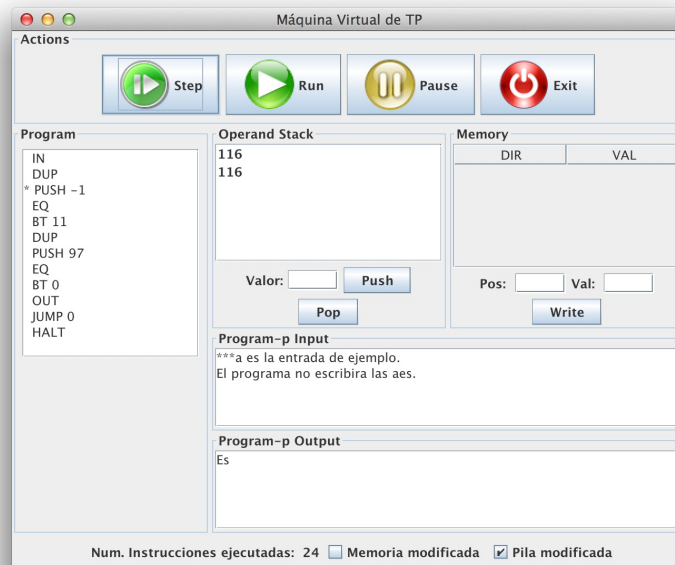 Máquina Virtual de TP
Actions
Step Run Pause Exit
Program
IN
DUP
* PUSH -1
EQ
BT 11
DUP
PUSH 97
EQ
BT 0
OUT
JUMP 0
HALT
Operand Stack
116
116
Valor: Push
Pop
Memory
DIR VAL
Pos: Val:
Write
Program-p Input
***a es la entrada de ejemplo.
El programa no escribira las aes.
Program-p Output
Es
Num. Instrucciones ejecutadas: 24 Memoria modificada Pila modificada